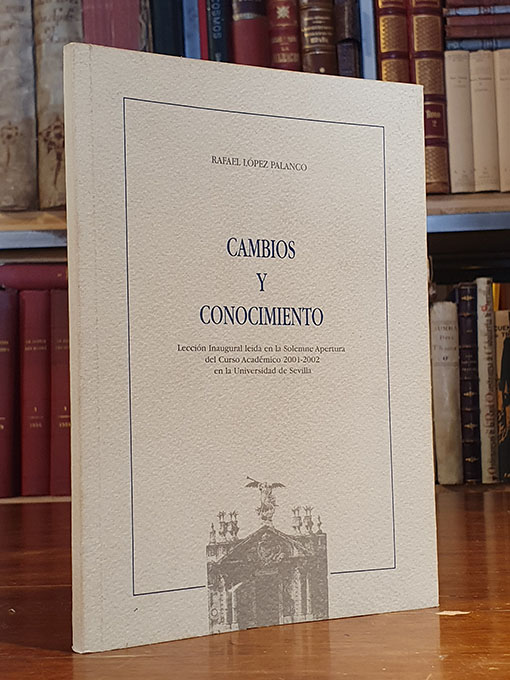 RAFAEL LÓPEZ PALANCO
CAMBIOS
Y
CONOCIMIENTO
Lección Inaugural leída en la Solemne Apertura
del Curso Académico 2001-2002
en la Universidad de Sevilla